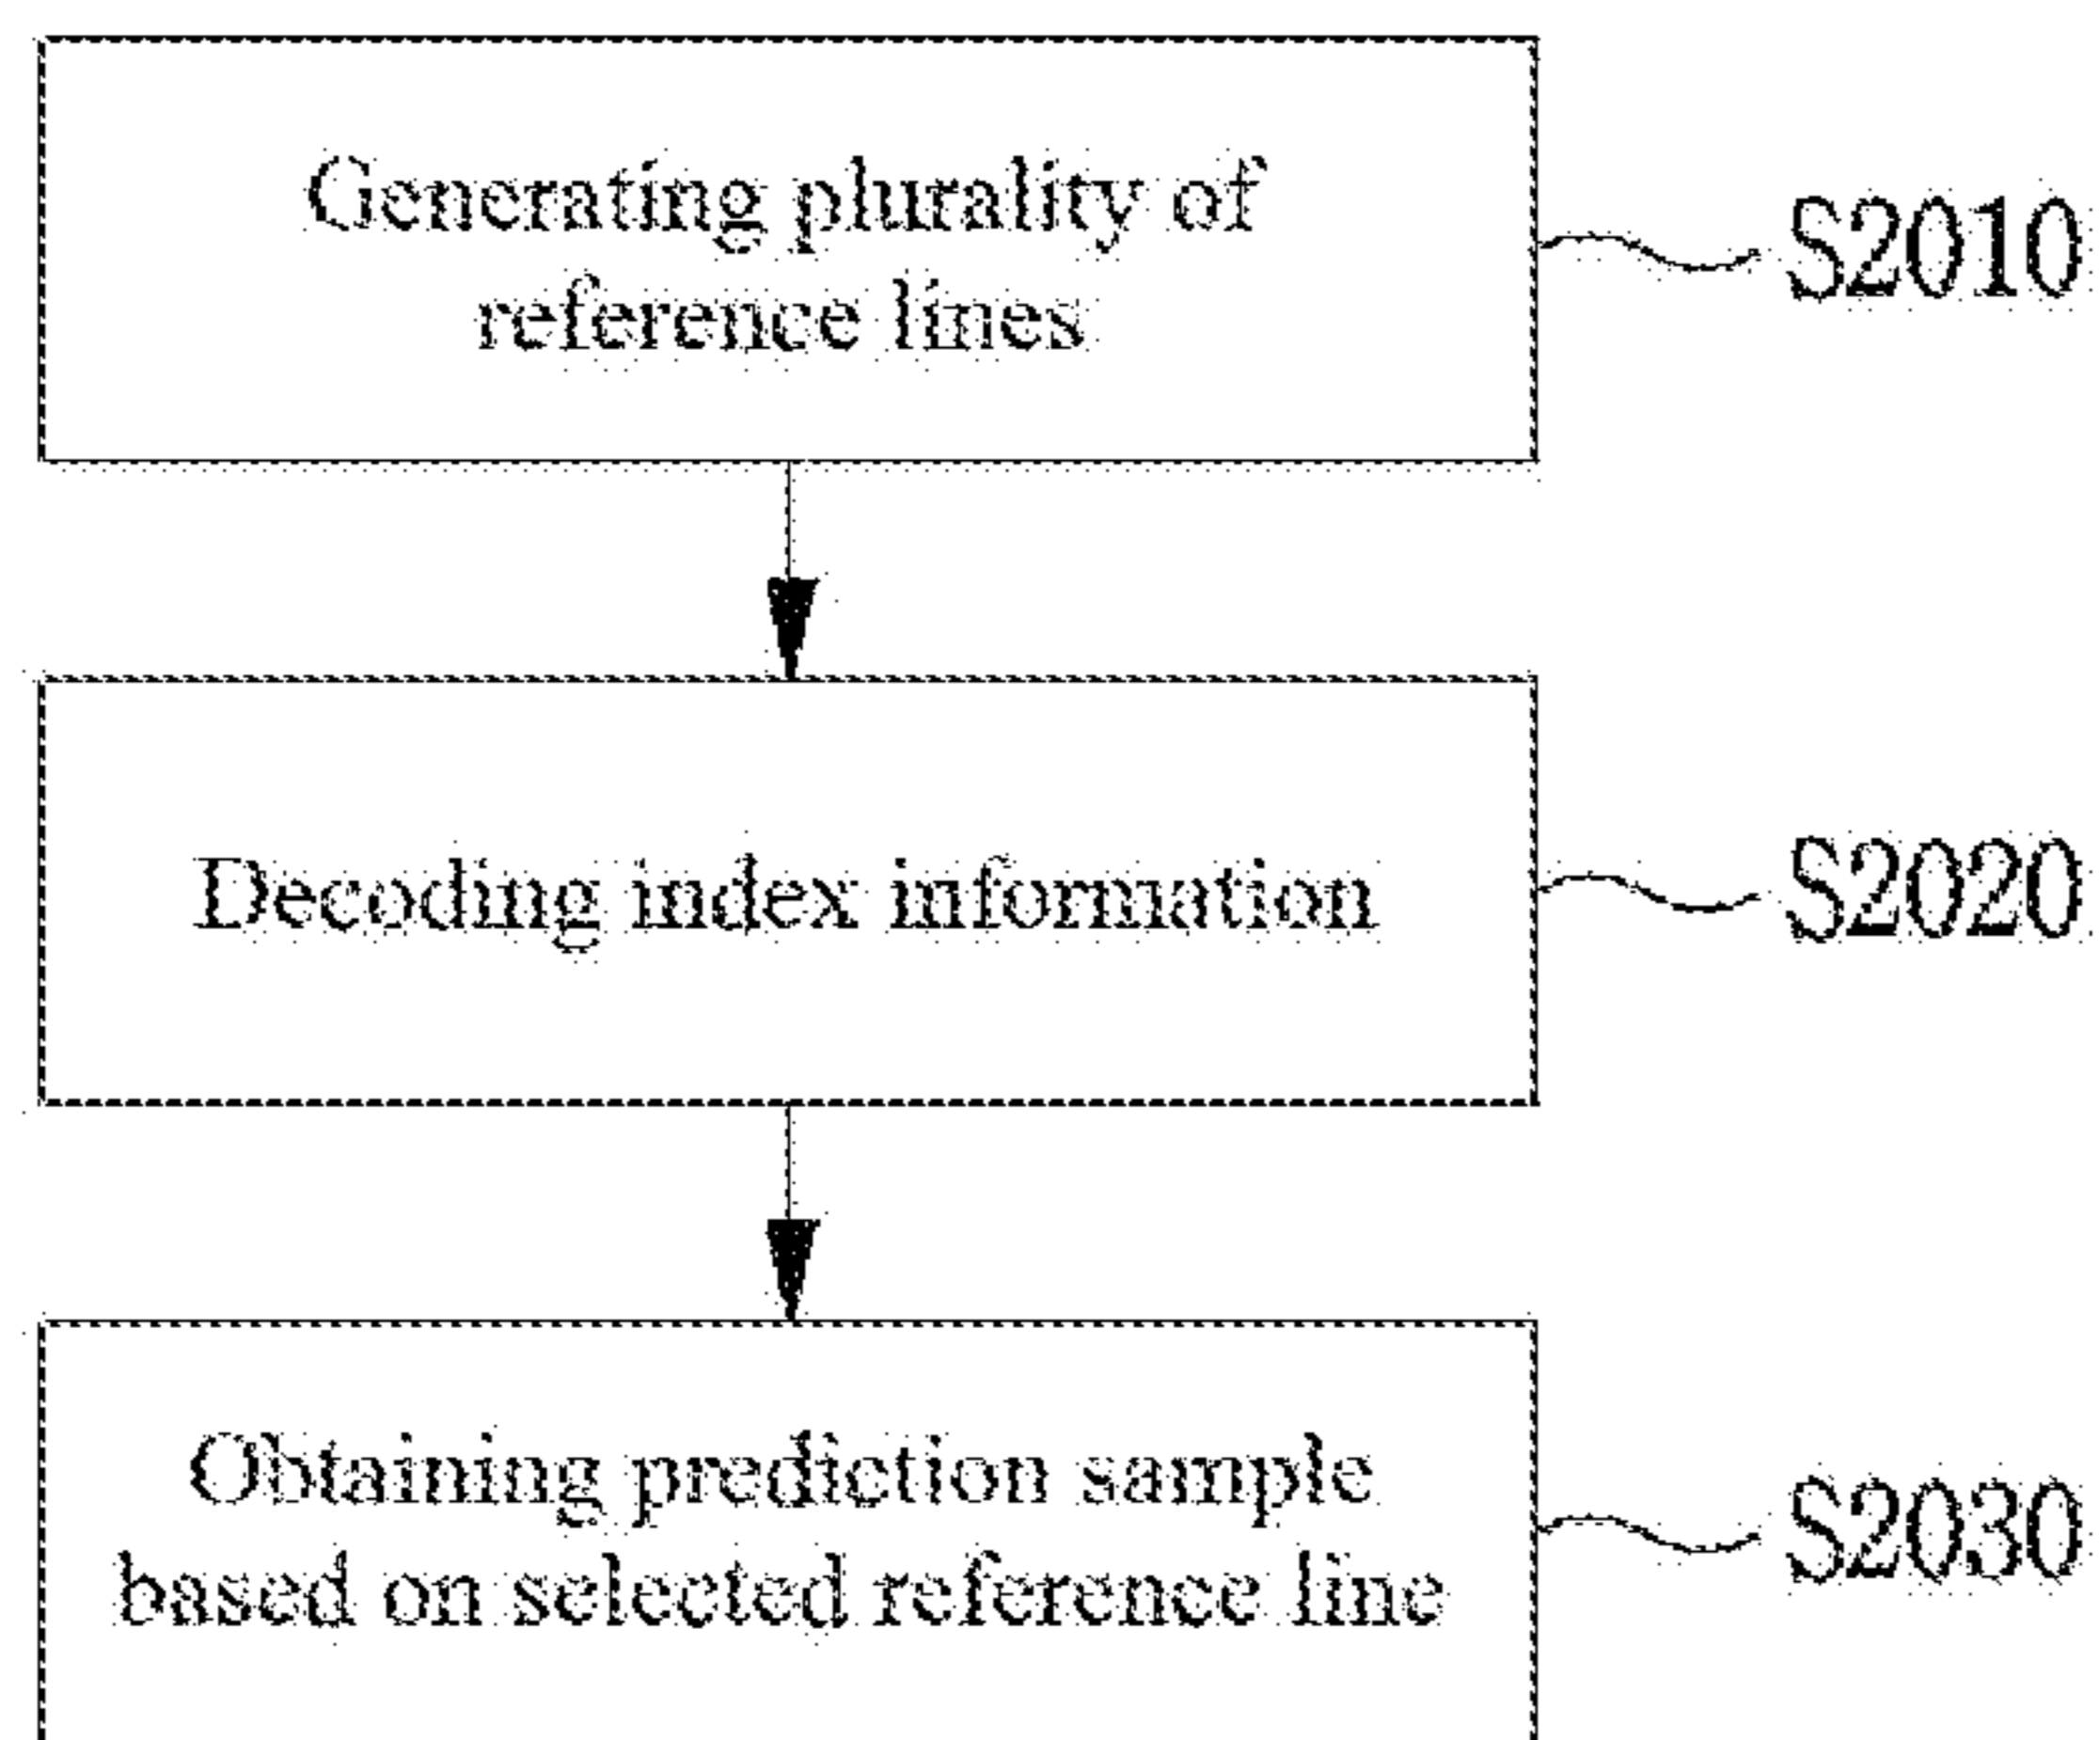 Generating plurality of
reference lines
S2010
Decoding index information
S2020
Obtaining prediction sample
based on selected reference line
S2030